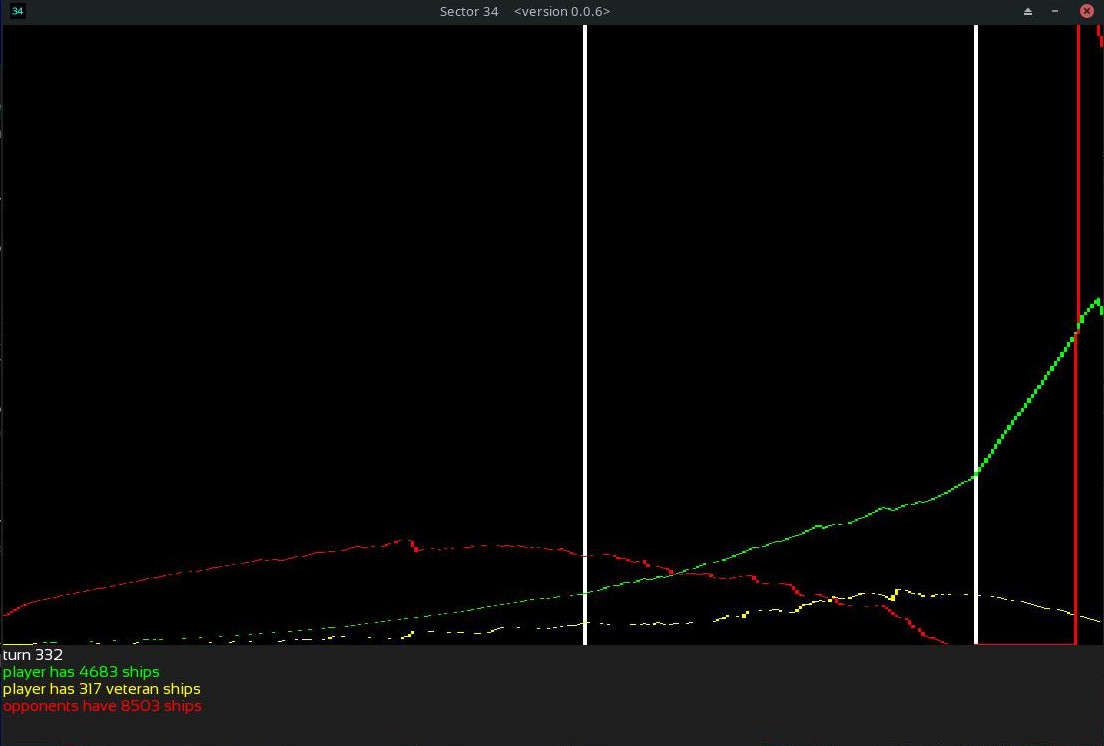 34
Sector 34 <version 0.0.6>
turn 332
player has 4683 ships
player has 317 veteran ships
opponents have 8503 ships